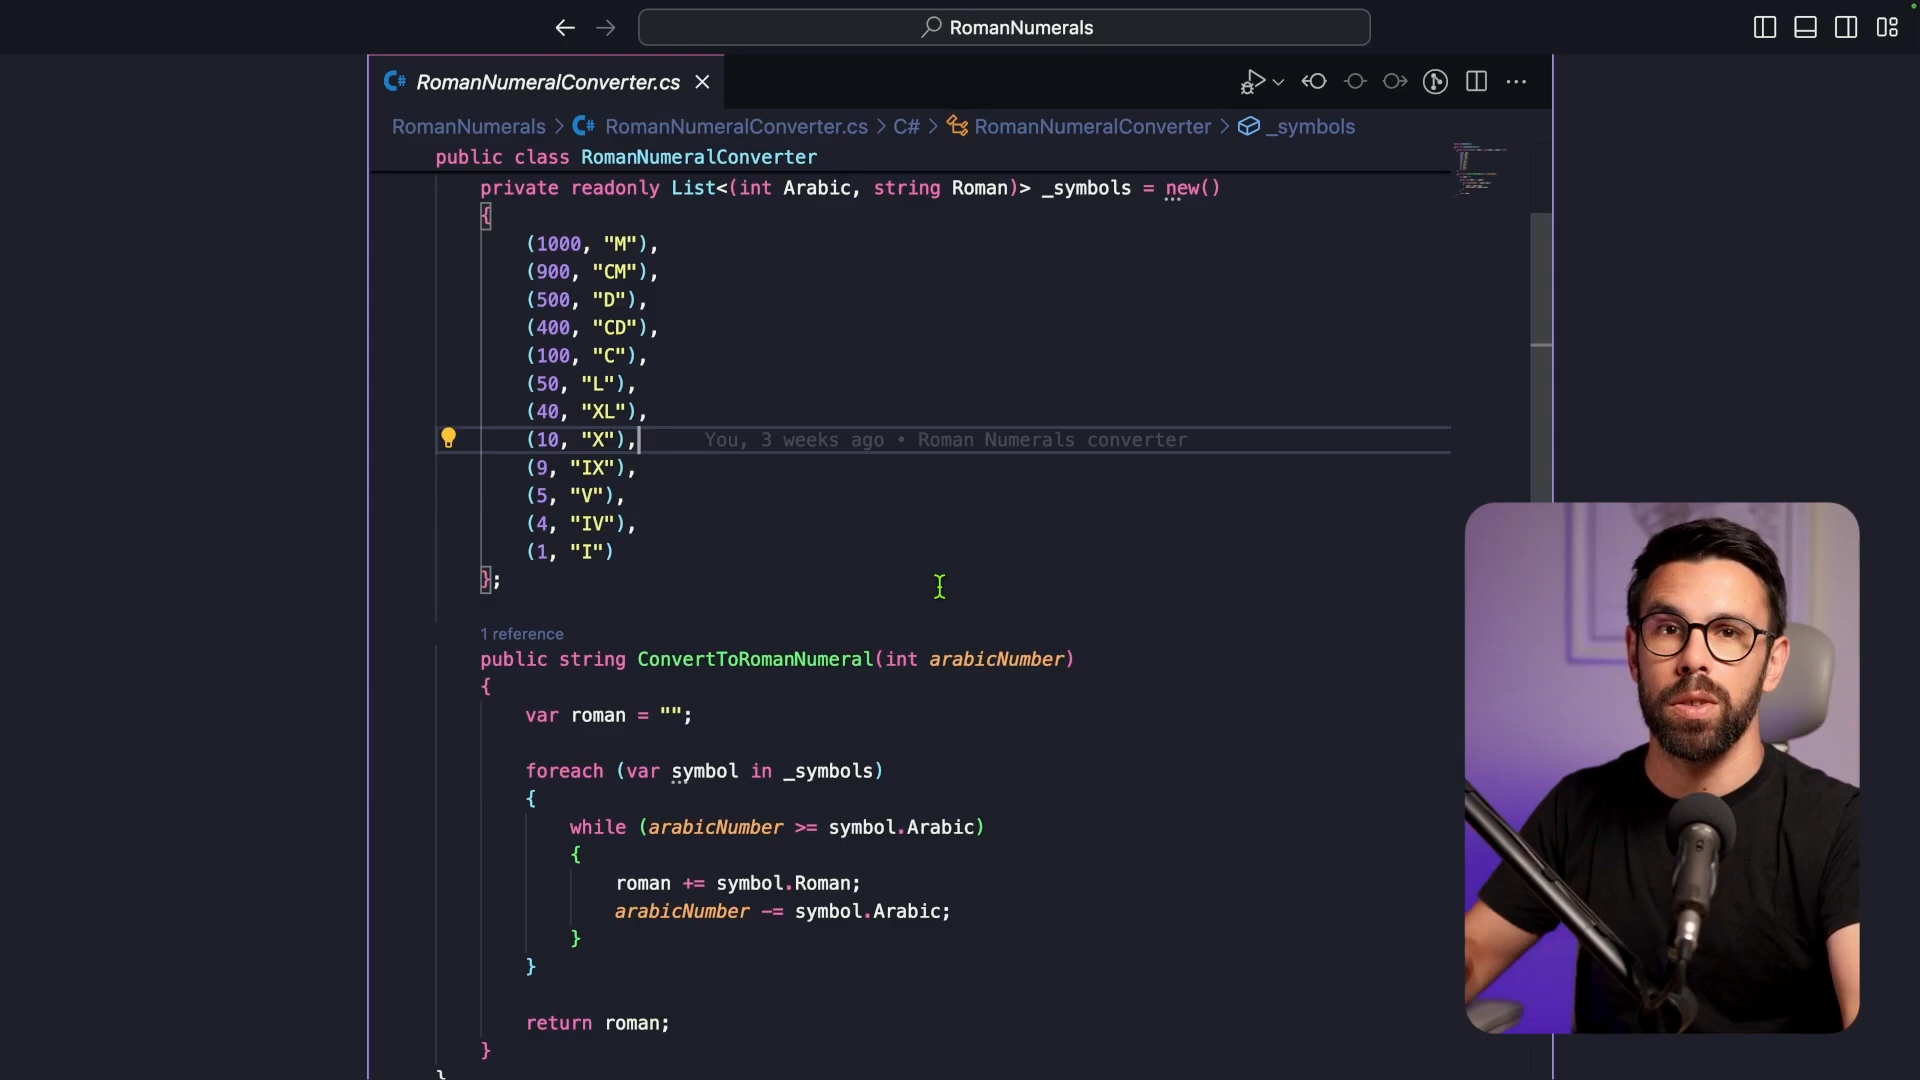 RomanNumerals
RomanNumeralConverter.cs
RomanNumerals > RomanNumeralConverter.cs > C# > RomanNumeralConverter > _symbols
public class RomanNumeralConverter
private readonly List<(int Arabic, string Roman)> _symbols = new()
{
(1000, "M"),
(900, "CM"),
(500, "D"),
(400, "CD"),
(100, "C"),
(50, "L"),
(40, "XL"),
(10, "X"), You, 3 weeks ago • Roman Numerals converter
(9, "IX"),
(5, "V"),
(4, "IV"),
(1, "I")
};
1 reference
public string ConvertToRomanNumeral(int arabicNumber)
{
var roman = "";
foreach (var symbol in _symbols)
{
while (arabicNumber >= symbol.Arabic)
{
roman += symbol.Roman;
arabicNumber -= symbol.Arabic;
}
}
return roman;
}
}